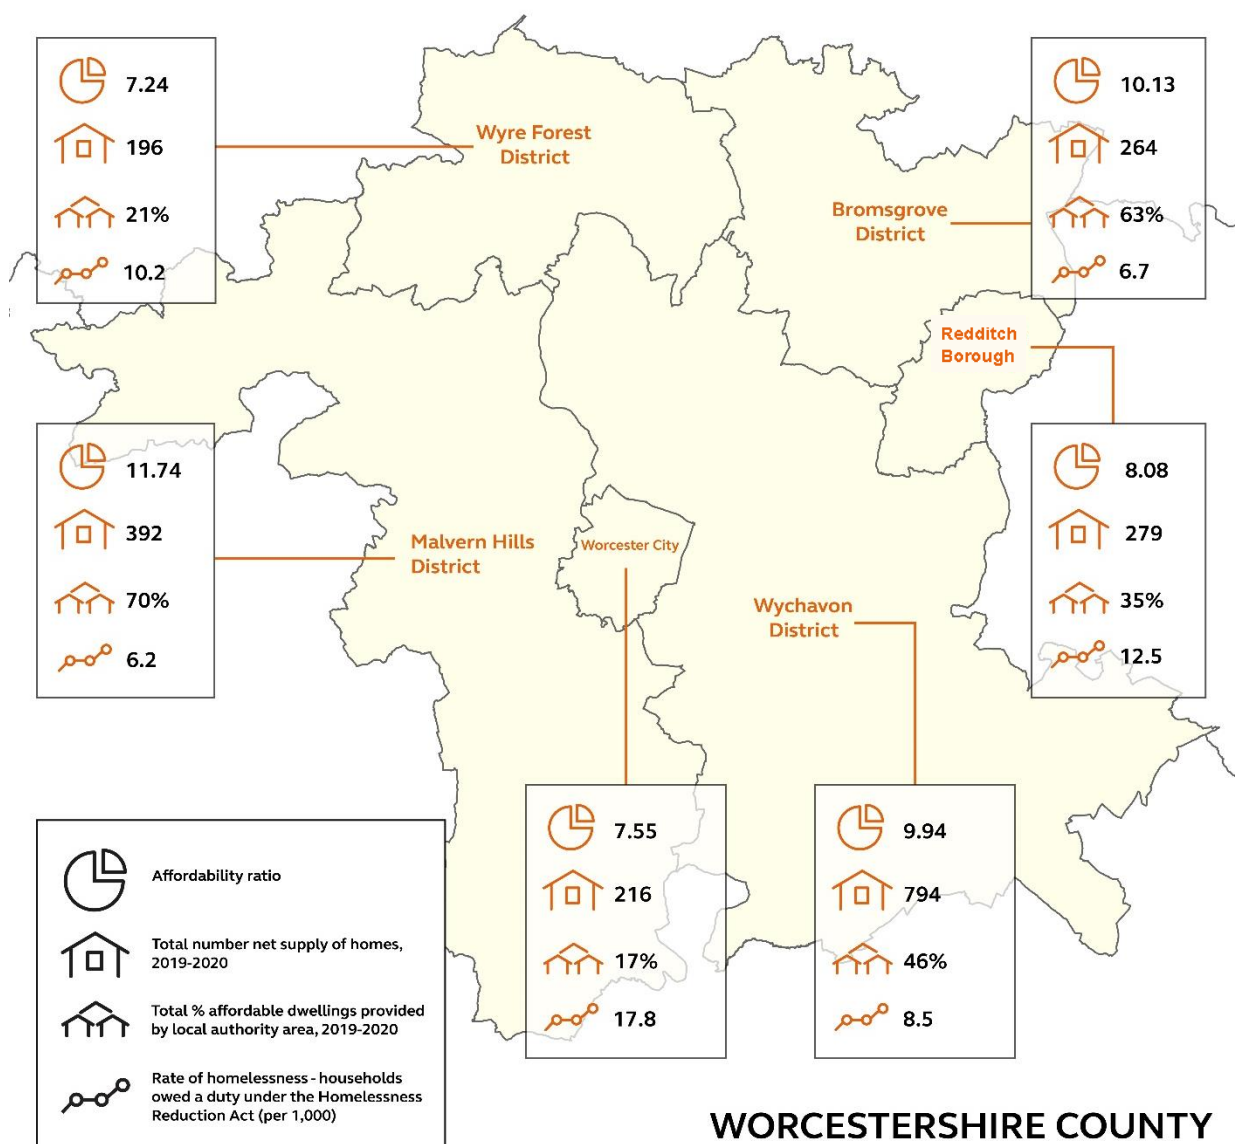 7.24
196
21%
10.2
Wyre Forest
District
10.13
264
63%
6.7
Bromsgrove
District
Redditch
Borough
11.74
392
70%
6.2
Malvern Hills
District
Worcester City
Wychavon
District
8.08
279
35%
12.5
7.55
216
17%
17.8
9.94
794
46%
8.5
Affordability ratio
Total number net supply of homes,
2019-2020
Total % affordable dwellings provided
by local authority area, 2019-2020
Rate of homelessness - households
owed a duty under the Homelessness
Reduction Act (per 1,000)
WORCESTERSHIRE COUNTY